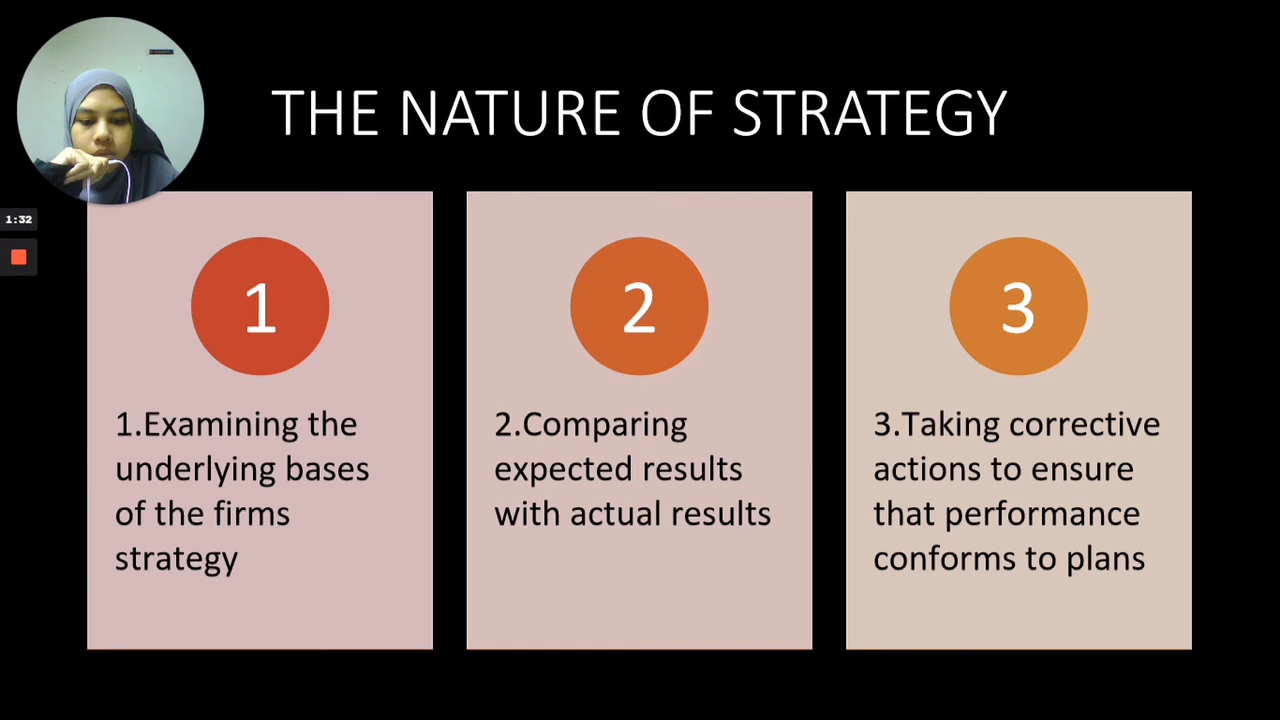 THE NATURE OF STRATEGY
1:32
1
1.Examining the
underlying bases
of the firms
strategy
2
2.Comparing
expected results
with actual results
3
3.Taking corrective
actions to ensure
that performance
conforms to plans